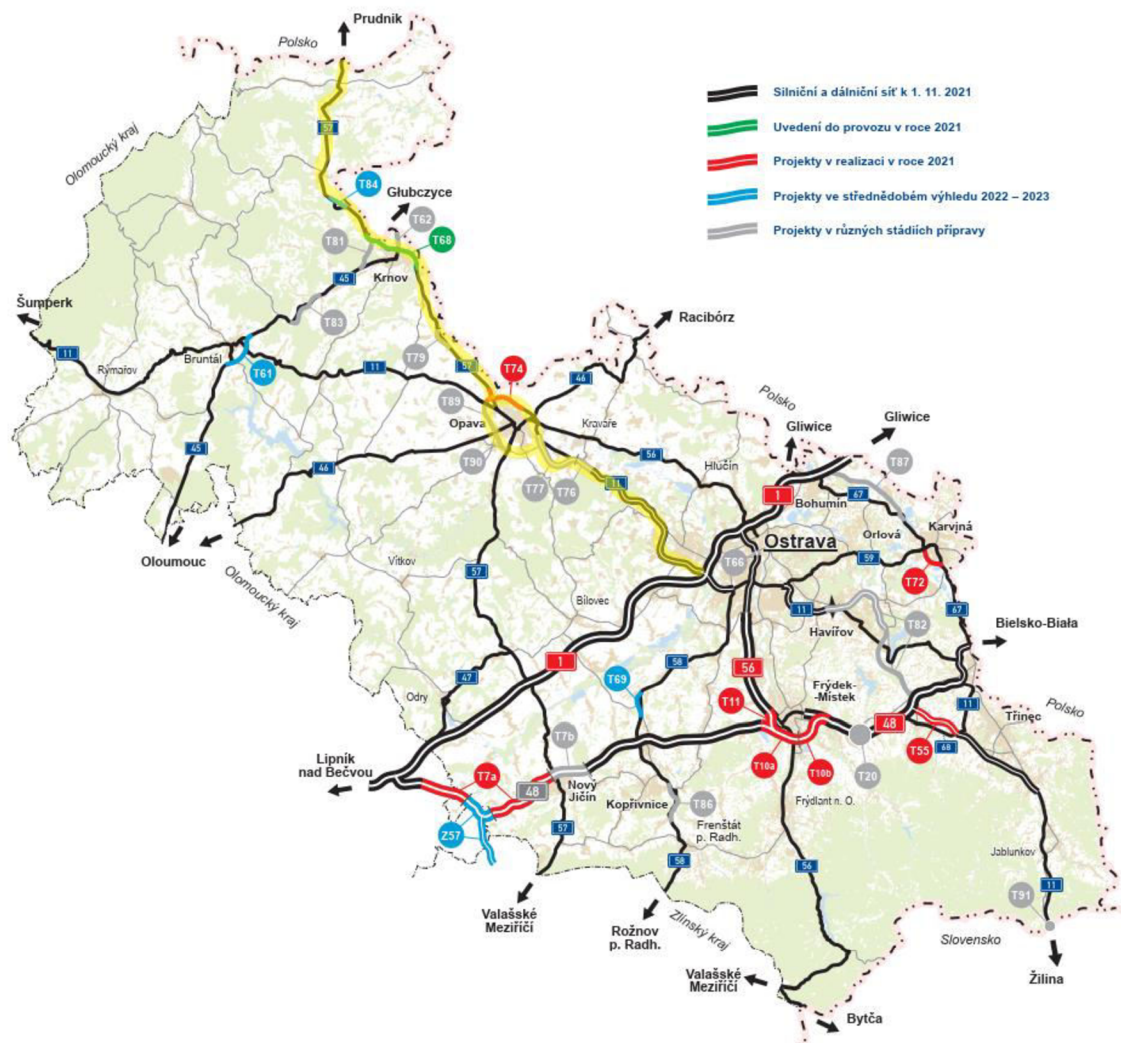 Prudnik
Polsko
Silniční a dálniční síť k 1. 11. 2021
57
Uvedení do provozu v roce 2021
Olomoucký kraj
Projekty v realizaci v roce 2021
T84
Głubczyce
Projekty ve střednědobém výhledu 2022 – 2023
T62
T81
T68
Projekty v různých stádiích přípravy
45
Krnov
Šumperk
T83
Racibórz
11
Bruntál
T79
Rýmařov
T61
11
57
T74
46
Polsko
T89
Opava
Kravaře
Gliwice
Gliwice
45
T90
46
56
Hlučín
T87
T77
T76
11
1
Bohumín
67
Karviná
Orlová
Oloumouc
Ostrava
59
T66
T72
Olomoucký kraj
Vítkov
57
Bílovec
11
67
T82
Havířov
Bielsko-Biała
1
58
56
47
T69
Frýdek-
-Místek
Odry
T11
48
11
Polsko
Třinec
T7b
T55
68
Lipník
nad Bečvou
T10a
T10b
T20
T7a
48
Nový
Jičín
Kopřivnice
T86
Frýdlant n. O.
Z57
57
Frenštát
p. Radh.
58
56
Jablunkov
11
T91
Valašské
Meziříčí
Rožnov
p. Radh.
Zlínský kraj
Slovensko
Valašské
Meziříčí
Žilina
Bytča